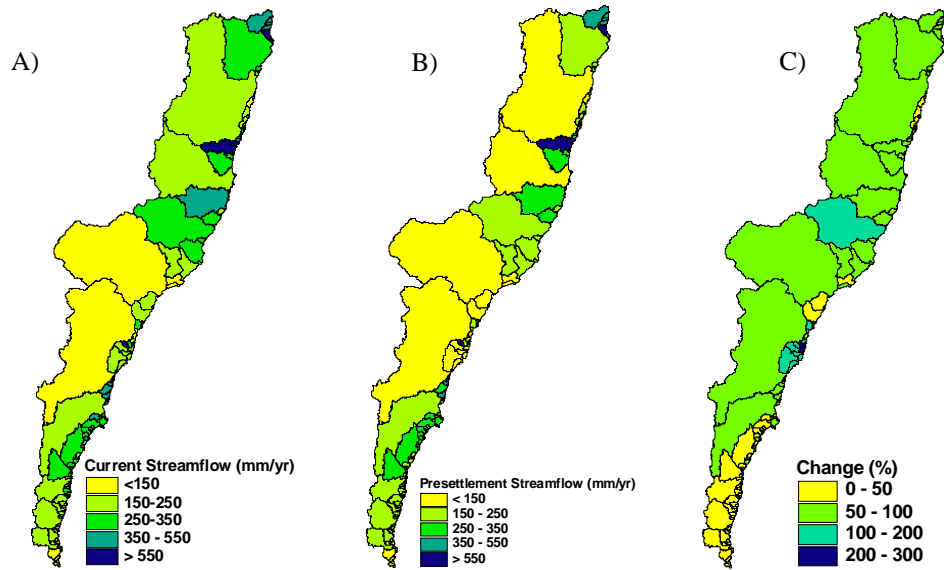 A)
B)
C)
Current Streamflow (mm/yr)
<150
150-250
250-350
350 - 550
> 550
Presettlement Streamflow (mm/yr)
< 150
150 - 250
250 - 350
350 - 550
> 550
Change (%)
0 - 50
50 - 100
100 - 200
200 - 300